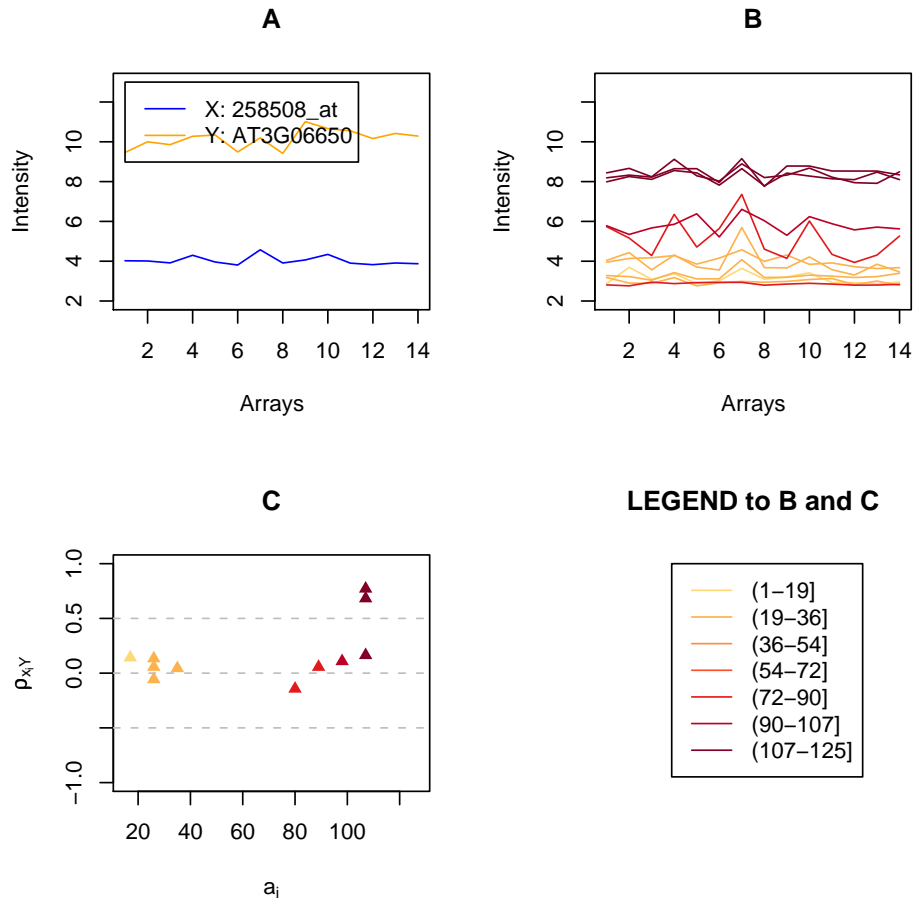 A
X: 258508_at
Y: AT3G06650
2 4 6 8 10
Intensity
2 4 6 8 10 12 14
Arrays
B
2 4 6 8 10
Intensity
2 4 6 8 10 12 14
Arrays
C
−1.0 0.0 0.5 1.0
ρXiY
20 40 60 80 100
ai
LEGEND to B and C
(1−19]
(19−36]
(36−54]
(54−72]
(72−90]
(90−107]
(107−125]